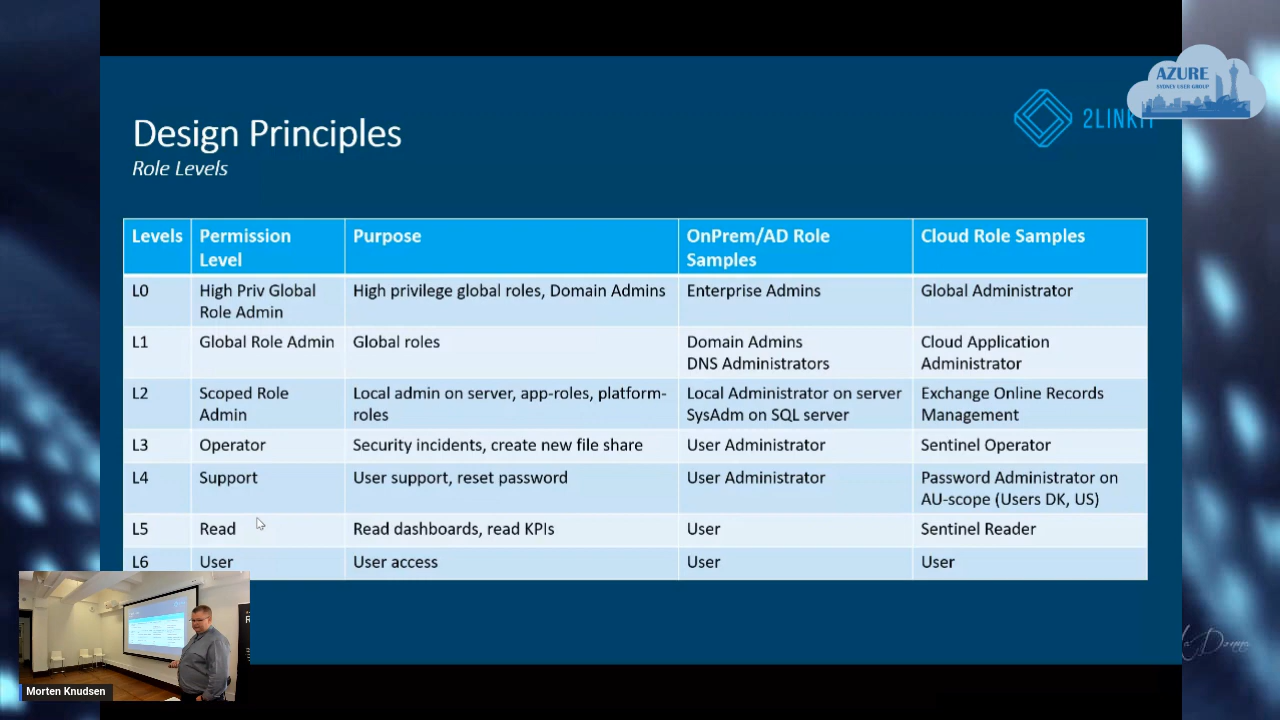 AZURE
SYDNEY USER GROUP
2LINKIT
Design Principles
Role Levels
Levels
Permission
Level
Purpose
OnPrem/AD Role
Samples
Cloud Role Samples
L0
High Priv Global
Role Admin
High privilege global roles, Domain Admins
Enterprise Admins
Global Administrator
L1
Global Role Admin
Global roles
Domain Admins
DNS Administrators
Cloud Application
Administrator
L2
Scoped Role
Admin
Local admin on server, app-roles, platform-
roles
Local Administrator on server
SysAdm on SQL server
Exchange Online Records
Management
L3
Operator
Security incidents, create new file share
User Administrator
Sentinel Operator
L4
Support
User support, reset password
User Administrator
Password Administrator on
AU-scope (Users DK, US)
L5
Read
Read dashboards, read KPIs
User
Sentinel Reader
L6
User
User access
User
User
Morten Knudsen